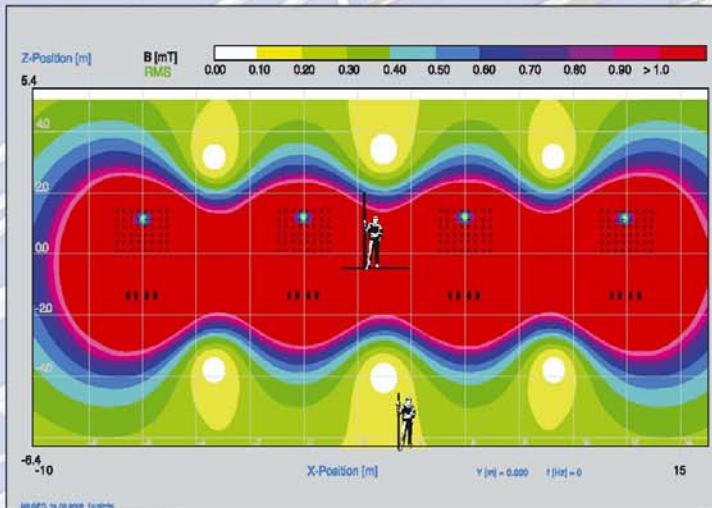 Z-Position [m]
B [mT]
RMS
0.00 0.10 0.20 0.30 0.40 0.50 0.60 0.70 0.80 0.90 > 1.0
5.4
4.0
2.0
0.0
-2.0
-4.0
-6.4
-10
X-Position [m]
Y [m] = 0.000 f [Hz] = 0
15